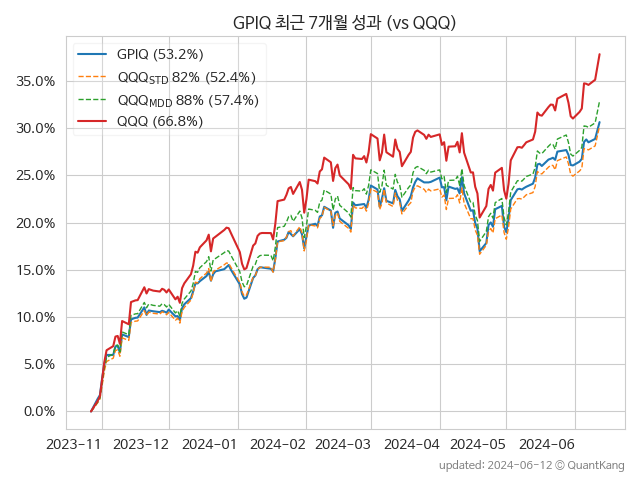 GPIQ 최근 7개월 성과 (vs QQQ)
GPIQ (53.2%)
QQQSTD 82% (52.4%)
QQQMDD 88% (57.4%)
QQQ (66.8%)
35.0%
30.0%
25.0%
20.0%
15.0%
10.0%
5.0%
0.0%
2023-11 2023-12 2024-01 2024-02 2024-03 2024-04 2024-05 2024-06
updated: 2024-06-12 © QuantKang